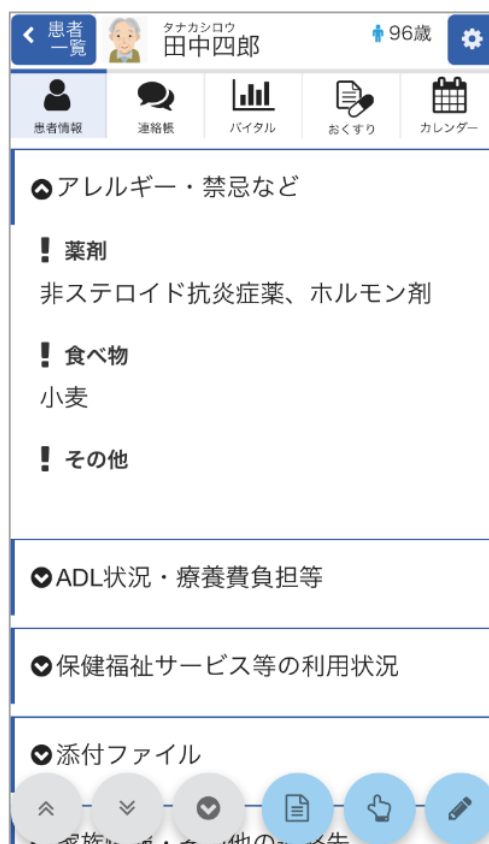 患者
一覧
タナカシロウ
田中四郎
96歳
患者情報
連絡帳
バイタル
おくすり
カレンダー
アレルギー・禁忌など
薬剤
非ステロイド抗炎症薬、ホルモン剤
食べ物
小麦
その他
ADL状況・療養費負担等
保健福祉サービス等の利用状況
添付ファイル